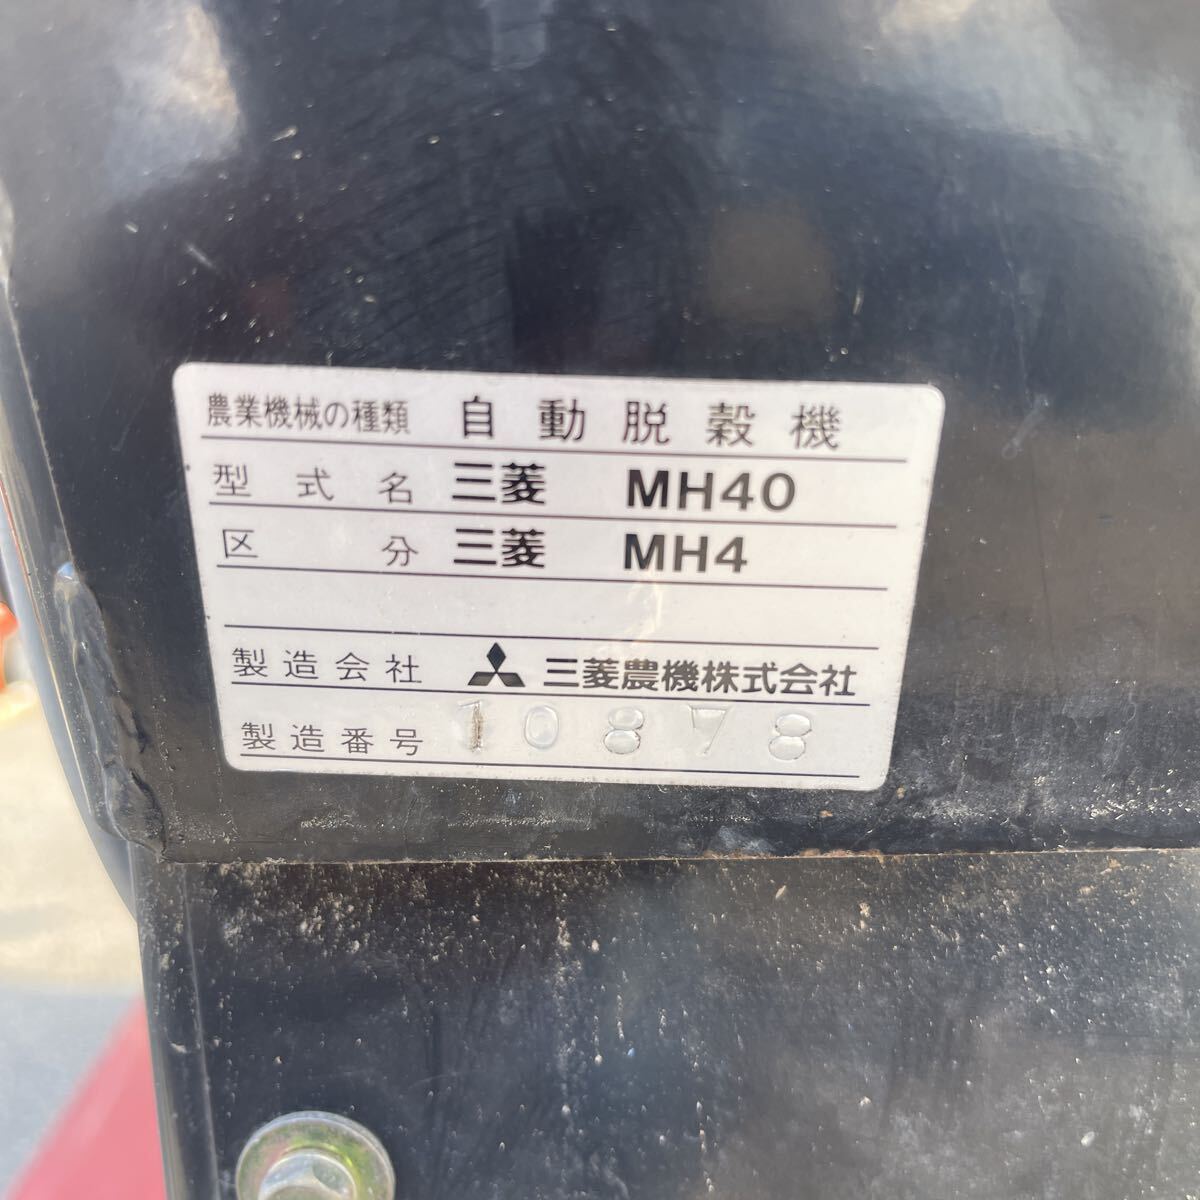 農業機械の種類 自動脱穀機
型式名 三菱 MH40
区分 三菱 MH4
製造会社 三菱農機株式会社
製造番号 10878